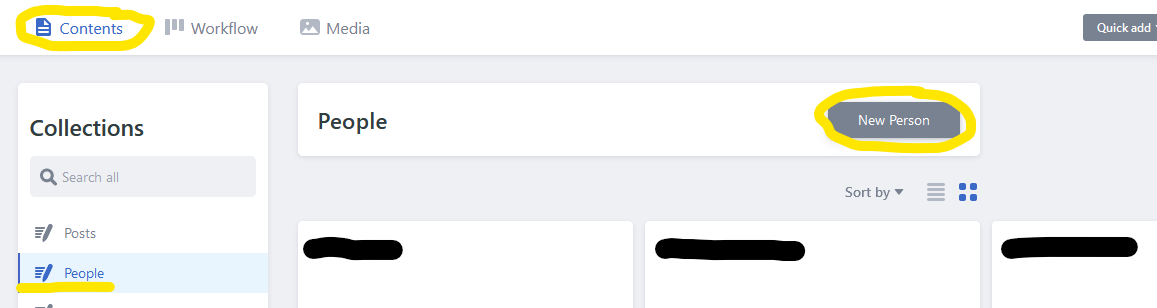 Contents Workflow Media Quick add
Collections
People
New Person
Search all
Sort by
Posts
People